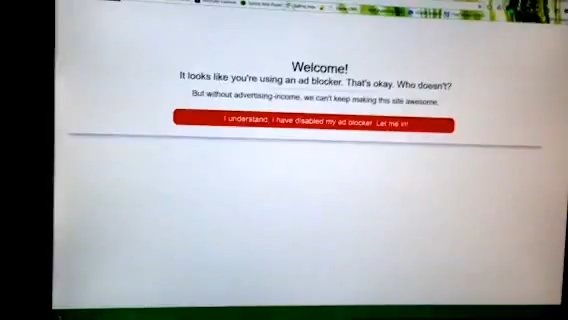 Welcome!
It looks like you're using an ad blocker. That's okay. Who doesn't?
But without advertising-income, we can't keep making this site awesome.
I understand, I have disabled my ad blocker. Let me in!